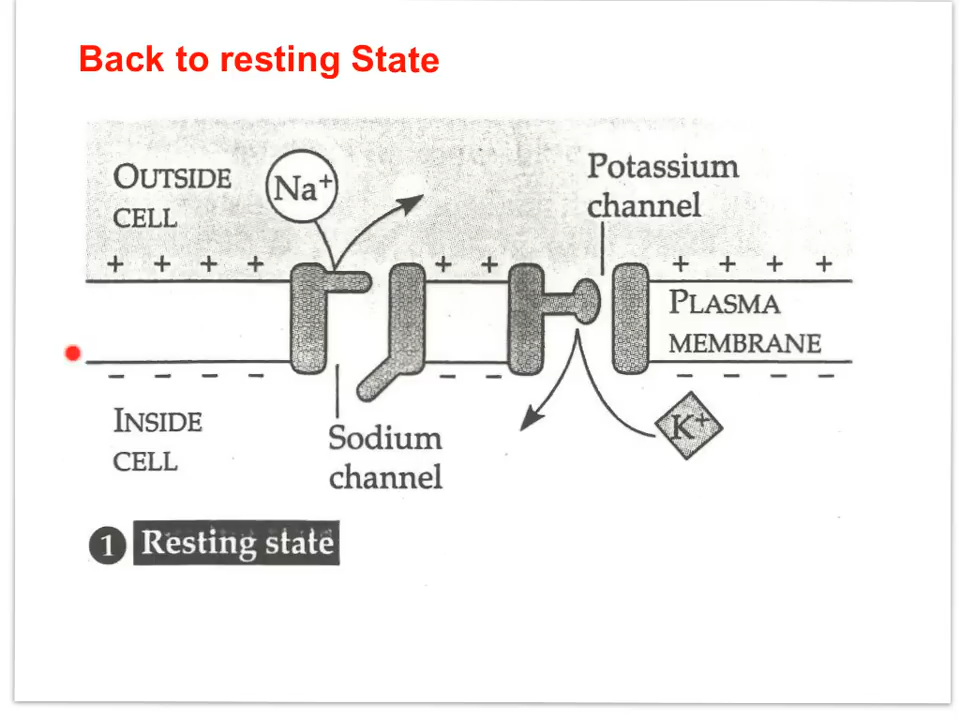 Back to resting State
OUTSIDE
CELL
Na+
Potassium
channel
+ + + +
+ +
+ + + +
PLASMA
MEMBRANE
− − − −
− −
− − − −
INSIDE
CELL
Sodium
channel
K+
1 Resting state